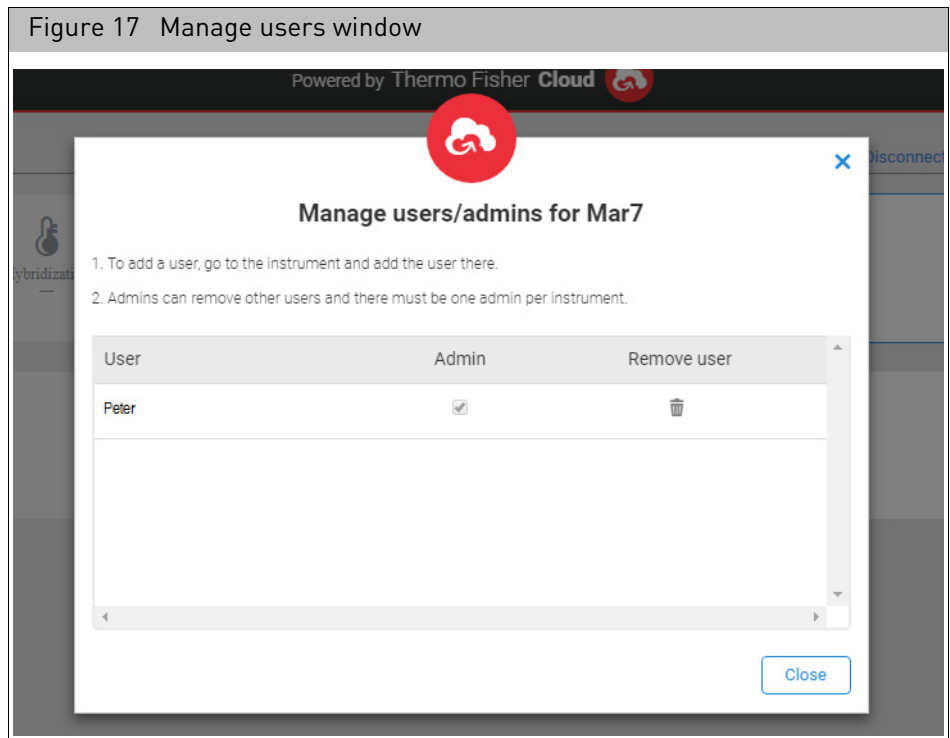 Figure 17 Manage users window
Powered by Thermo Fisher Cloud
Disconnect
Manage users/admins for Mar7
ybridizati
1. To add a user, go to the instrument and add the user there.
2. Admins can remove other users and there must be one admin per instrument.
User Admin Remove user
Peter
Close